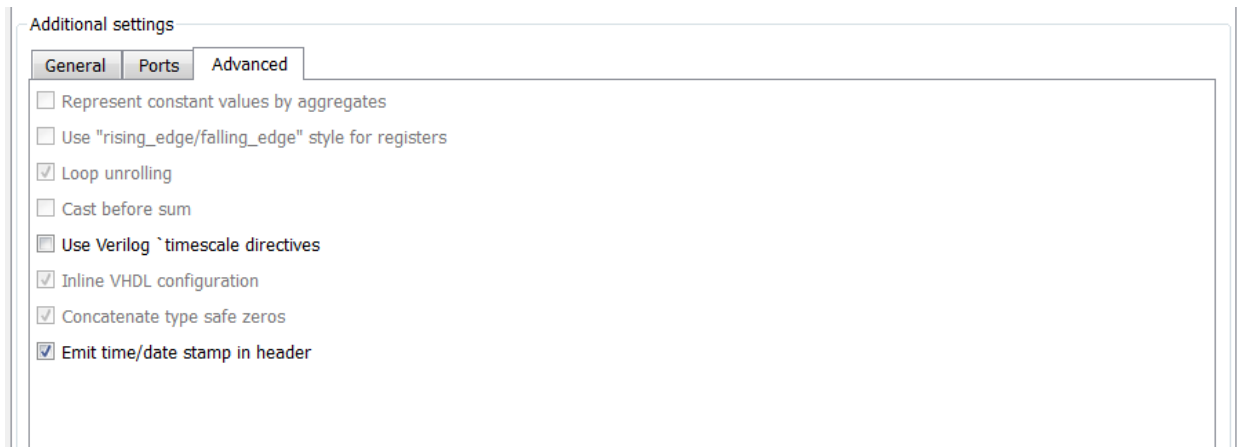 Additional settings
General Ports Advanced
Represent constant values by aggregates
Use "rising_edge/falling_edge" style for registers
Loop unrolling
Cast before sum
Use Verilog `timescale directives
Inline VHDL configuration
Concatenate type safe zeros
Emit time/date stamp in header